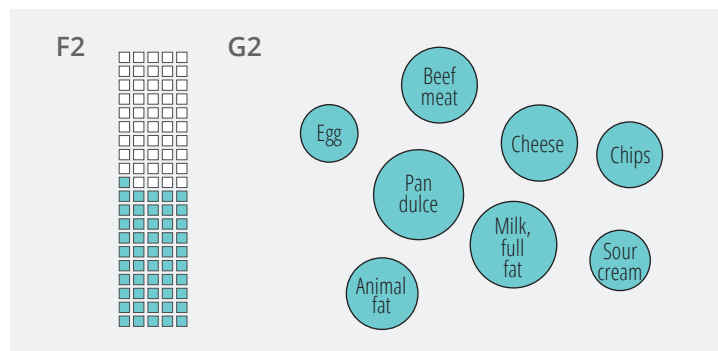 F2
G2
Beef
meat
Egg
Cheese
Chips
Pan
dulce
Milk,
full
fat
Sour
cream
Animal
fat